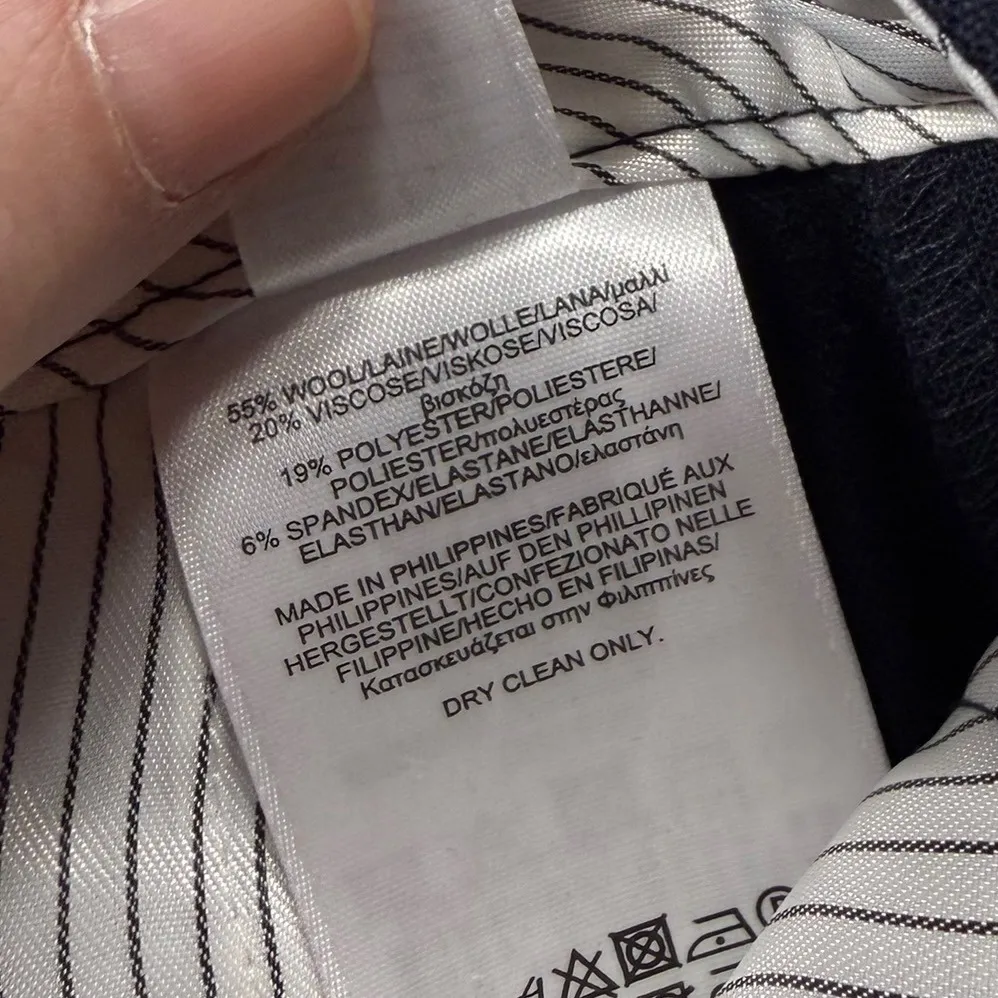 55% WOOL/LAINE/WOLLE/LANA/μαλλί
20% VISCOSE/VISKOSE/VISCOSA/
βισκόζη
19% POLYESTER/POLIESTERE/
POLIESTER/πολυεστέρας
6% SPANDEX/ELASTANE/ELASTHANNE/
ELASTHAN/ELASTANO/ελαστάνη
MADE IN PHILIPPINES/FABRIQUÉ AUX
PHILIPPINES/AUF DEN PHILLIPINEN
HERGESTELLT/CONFEZIONATO NELLE
FILIPPINE/HECHO EN FILIPINAS/
Κατασκευάζεται στην Φιλιππίνες
DRY CLEAN ONLY.